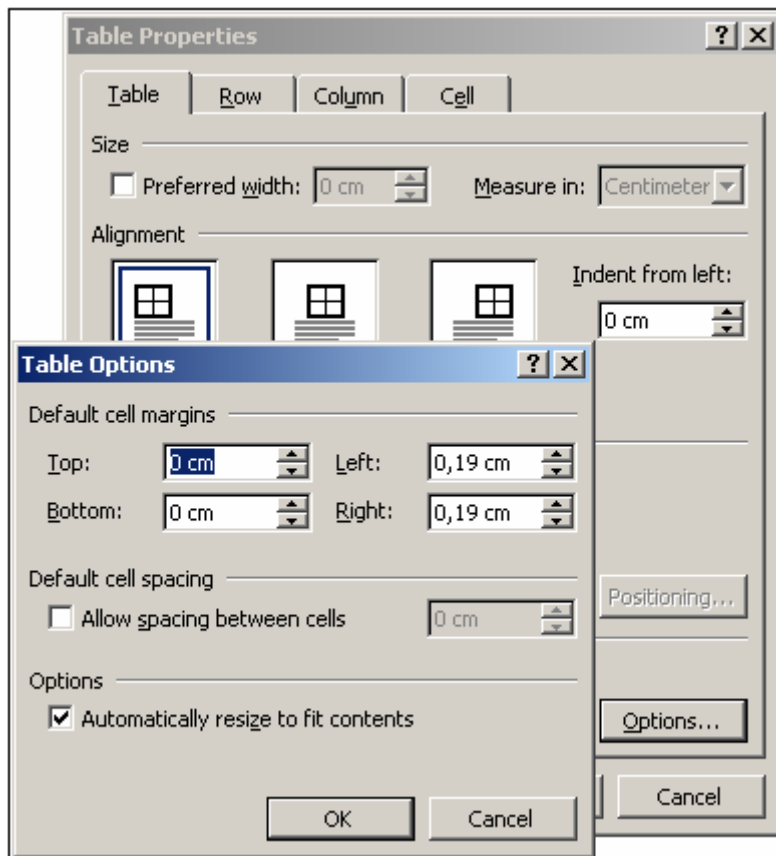 Table Properties
Table Row Column Cell
Size
Preferred width: 0 cm Measure in: Centimeter
Alignment
Indent from left:
0 cm
Table Options
Default cell margins
Top: 0 cm Left: 0,19 cm
Bottom: 0 cm Right: 0,19 cm
Default cell spacing
Allow spacing between cells 0 cm
Positioning...
Options
Automatically resize to fit contents
Options...
OK Cancel
Cancel